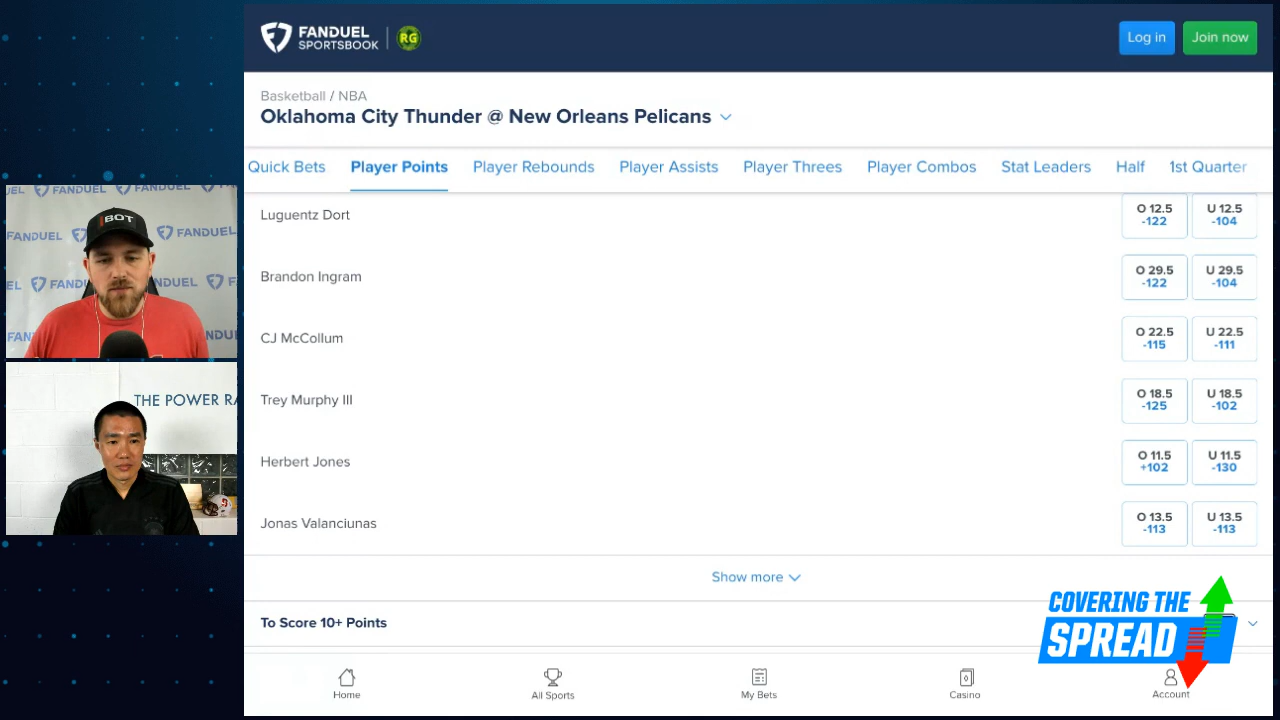 FANDUEL
SPORTSBOOK
RG
Log in
Join now
Basketball / NBA
Oklahoma City Thunder @ New Orleans Pelicans
Quick Bets
Player Points
Player Rebounds
Player Assists
Player Threes
Player Combos
Stat Leaders
Half
1st Quarter
Luguentz Dort
O 12.5
-122
U 12.5
-104
Brandon Ingram
O 29.5
-122
U 29.5
-104
CJ McCollum
O 22.5
-115
U 22.5
-111
Trey Murphy III
O 18.5
-125
U 18.5
-102
Herbert Jones
O 11.5
+102
U 11.5
-130
Jonas Valanciunas
O 13.5
-113
U 13.5
-113
Show more
To Score 10+ Points
Home
All Sports
My Bets
Casino
Account
COVERING THE
SPREAD
FANDUEL
FANDUEL
FANDUEL
FANDUEL
BOT
THE POWER RA